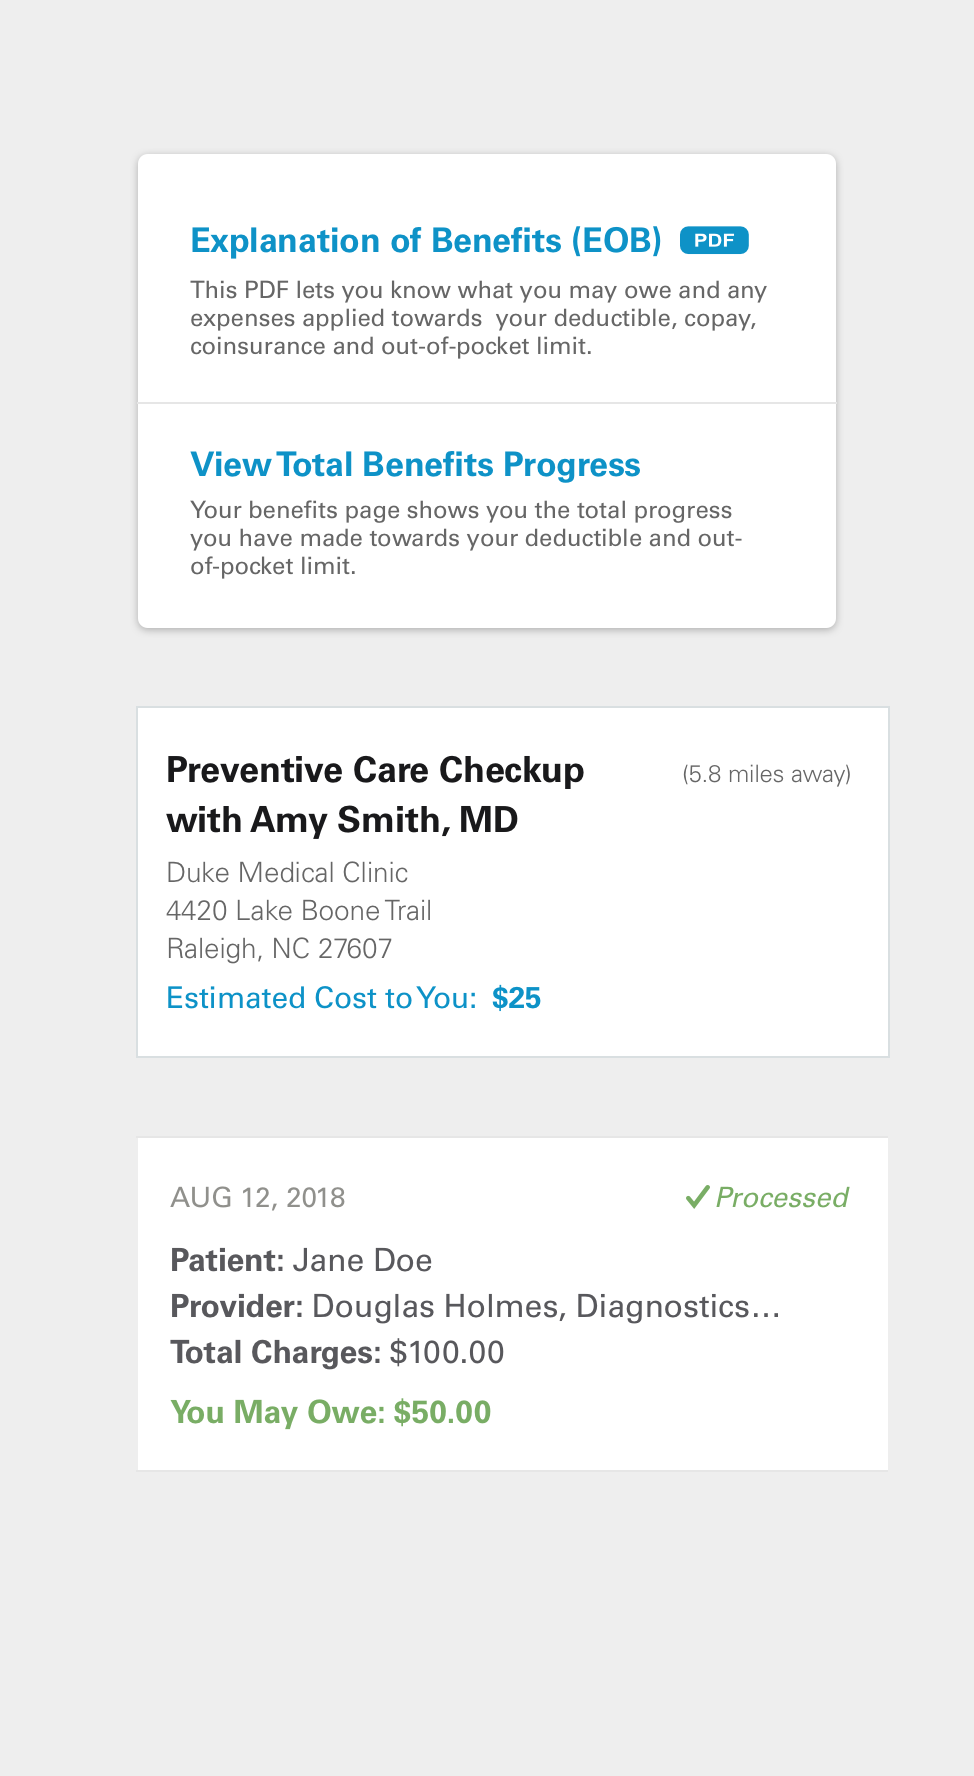 Explanation of Benefits (EOB) PDF
This PDF lets you know what you may owe and any
expenses applied towards  your deductible, copay,
coinsurance and out-of-pocket limit.
View Total Benefits Progress
Your benefits page shows you the total progress
you have made towards your deductible and out-
of-pocket limit.
Preventive Care Checkup (5.8 miles away)
with Amy Smith, MD
Duke Medical Clinic
4420 Lake Boone Trail
Raleigh, NC 27607
Estimated Cost to You:  $25
AUG 12, 2018 Processed
Patient: Jane Doe
Provider: Douglas Holmes, Diagnostics…
Total Charges: $100.00
You May Owe: $50.00